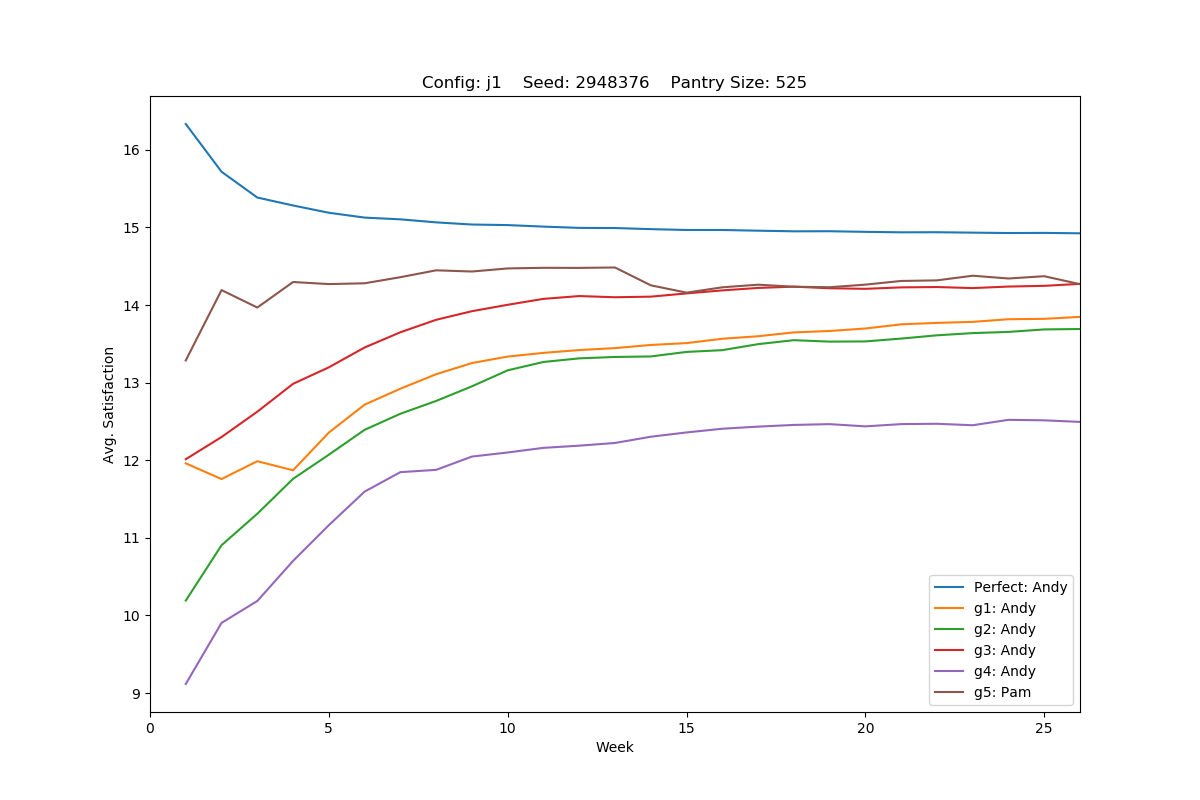 Config: j1    Seed: 2948376    Pantry Size: 525
Avg. Satisfaction
16
15
14
13
12
11
10
9
0 5 10 15 20 25
Week
Perfect: Andy
g1: Andy
g2: Andy
g3: Andy
g4: Andy
g5: Pam